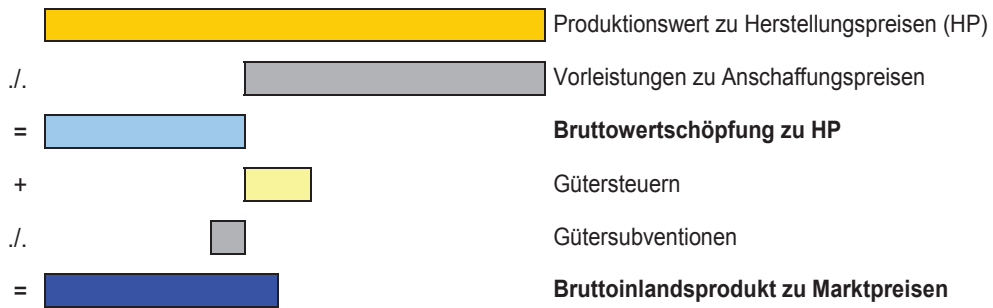 Produktionswert zu Herstellungspreisen (HP)
./. Vorleistungen zu Anschaffungspreisen
= Bruttowertschöpfung zu HP
+ Gütersteuern
./. Gütersubventionen
= Bruttoinlandsprodukt zu Marktpreisen